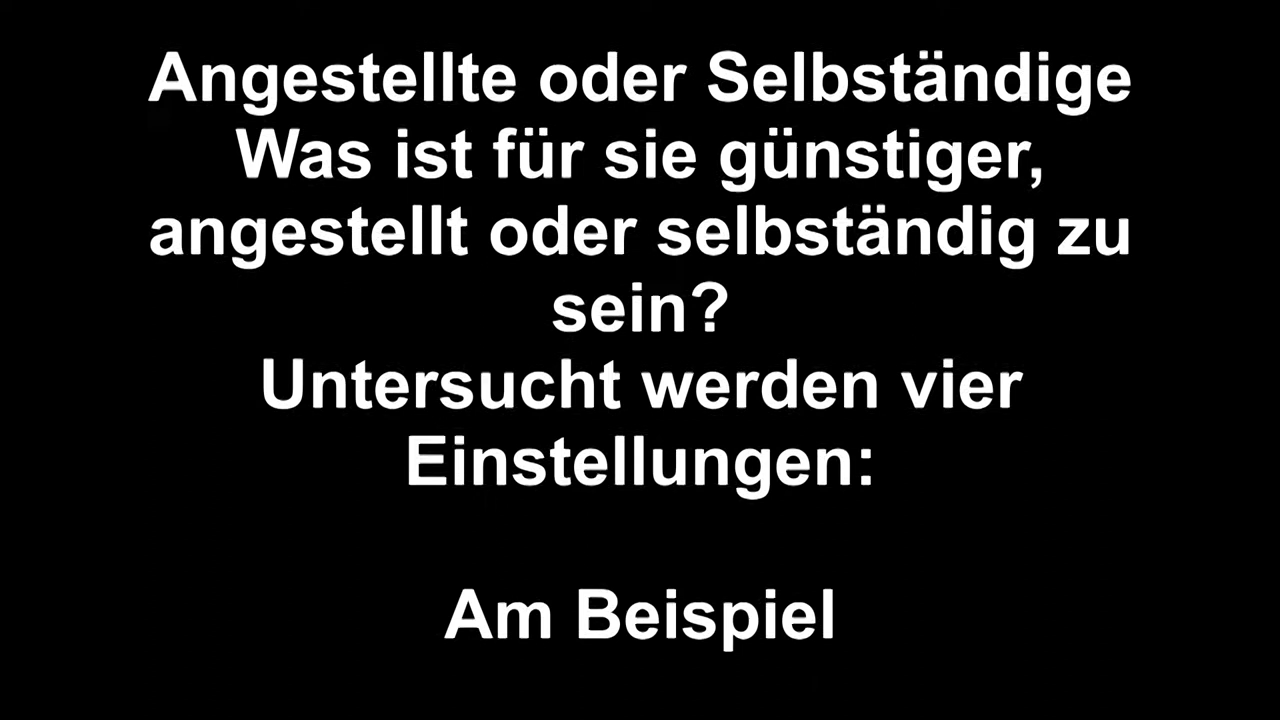 Angestellte oder Selbständige
Was ist für sie günstiger,
angestellt oder selbständig zu
sein?
Untersucht werden vier
Einstellungen:
Am Beispiel